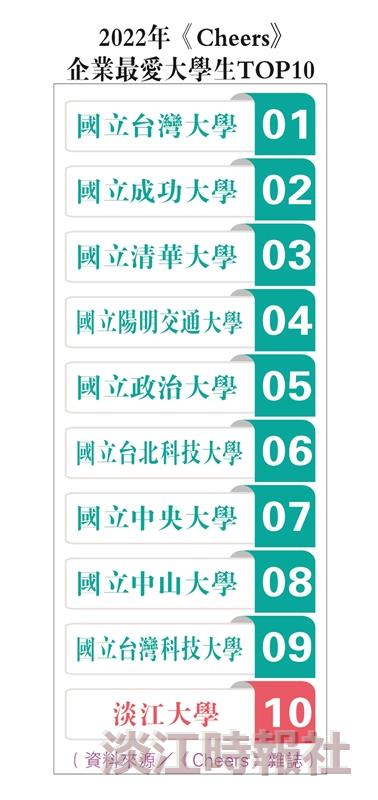 2022年《Cheers》
企業最愛大學生TOP10
國立台灣大學 01
國立成功大學 02
國立清華大學 03
國立陽明交通大學 04
國立政治大學 05
國立台北科技大學 06
國立中央大學 07
國立中山大學 08
國立台灣科技大學 09
淡江大學 10
(資料來源／《Cheers》雜誌)
淡江時報社